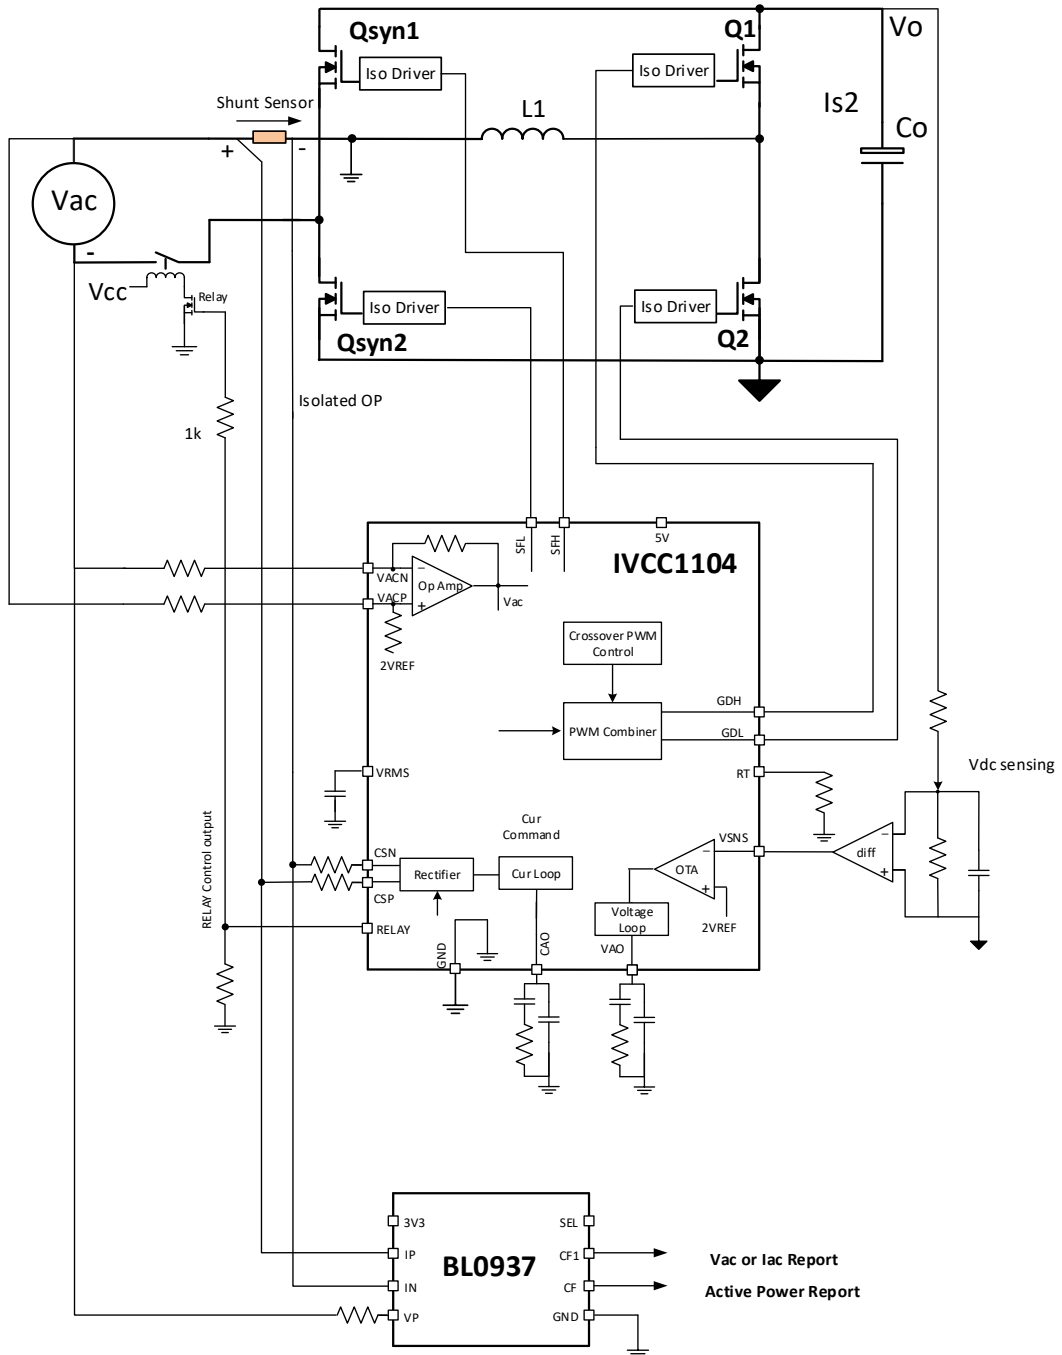 Qsyn1
Q1
Vo
Iso Driver
Iso Driver
Shunt Sensor
L1
Is2
Co
+
-
Vac
-
Vcc
Relay
Iso Driver
Iso Driver
Qsyn2
Q2
Isolated OP
1k
SFL
SFH
5V
IVCC1104
VACN
-
Op Amp
VACP
+
Vac
2VREF
Crossover PWM
Control
GDH
PWM Combiner
GDL
VRMS
RT
Vdc sensing
RELAY Control output
Cur
Command
CSN
Rectifier
Cur Loop
CSP
VSNS
-
OTA
+
2VREF
-
diff
+
RELAY
Voltage
Loop
GND
CAO
VAO
3V3
SEL
IP
BL0937
CF1
Vac or Iac Report
IN
CF
Active Power Report
VP
GND